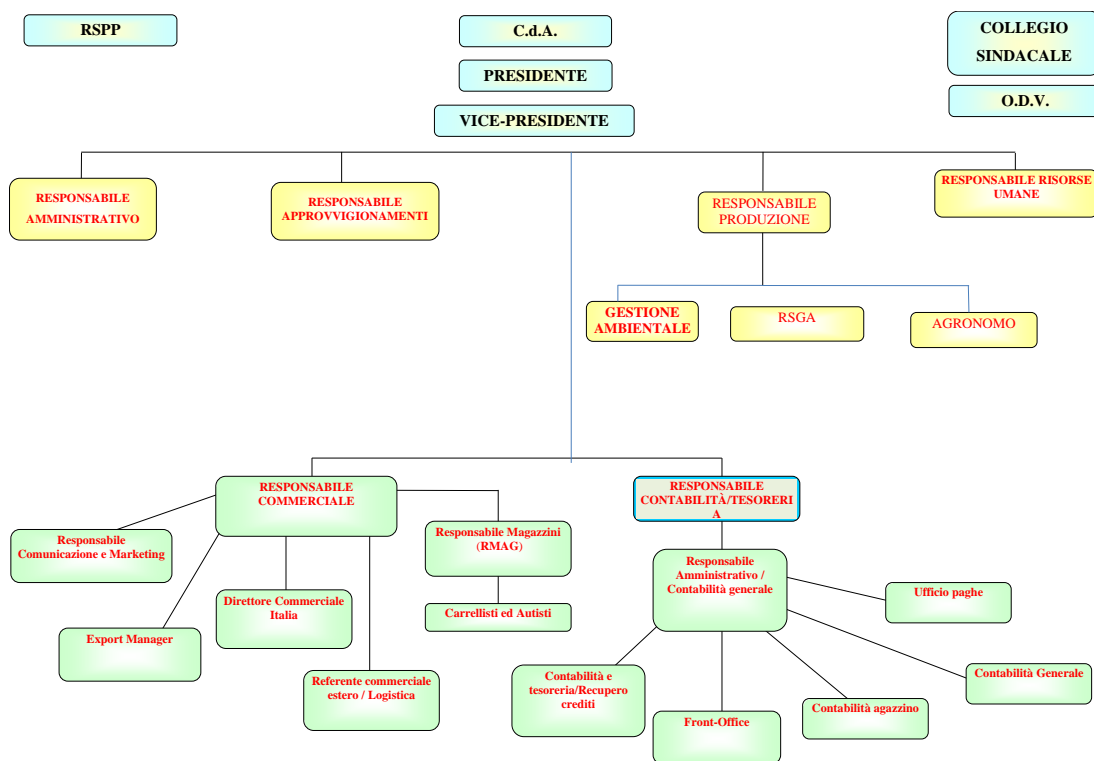 RSPP
C.d.A.
COLLEGIO
SINDACALE
PRESIDENTE
O.D.V.
VICE-PRESIDENTE
RESPONSABILE
AMMINISTRATIVO
RESPONSABILE
APPROVVIGIONAMENTI
RESPONSABILE
PRODUZIONE
RESPONSABILE RISORSE
UMANE
GESTIONE
AMBIENTALE
RSGA
AGRONOMO
RESPONSABILE
COMMERCIALE
RESPONSABILE
CONTABILITÀ/TESORERI
A
Responsabile
Comunicazione e Marketing
Responsabile Magazzini
(RMAG)
Responsabile
Amministrativo /
Contabilità generale
Export Manager
Direttore Commerciale
Italia
Carrellisti ed Autisti
Ufficio paghe
Referente commerciale
estero / Logistica
Contabilità e
tesoreria/Recupero
crediti
Front-Office
Contabilità agazzino
Contabilità Generale